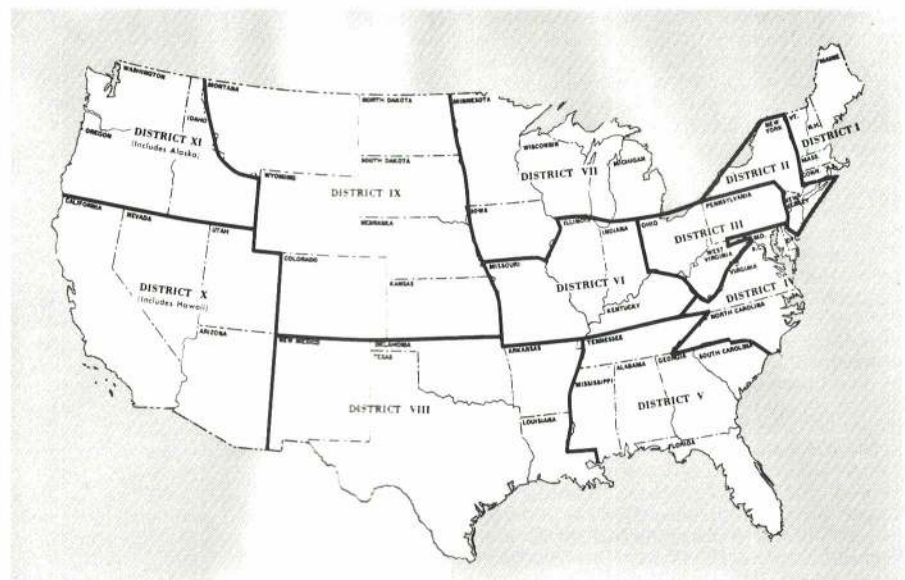 MAINE
WASHINGTON
MONTANA
NORTH DAKOTA
MINNESOTA
NEW YORK
VT.
N.H.
DISTRICT I
IDAHO
OREGON
DISTRICT XI
(Includes Alaska)
WISCONSIN
MICHIGAN
MASS.
CONN.
R.I.
SOUTH DAKOTA
DISTRICT VII
DISTRICT II
WYOMING
DISTRICT IX
PENNSYLVANIA
NEW JERSEY
CALIFORNIA
NEVADA
UTAH
NEBRASKA
IOWA
ILLINOIS
INDIANA
OHIO
DISTRICT III
MD.
WEST VIRGINIA
VIRGINIA
COLORADO
KANSAS
MISSOURI
DISTRICT VI
DISTRICT X
(Includes Hawaii)
KENTUCKY
DISTRICT IV
NORTH CAROLINA
ARIZONA
NEW MEXICO
OKLAHOMA
TEXAS
ARKANSAS
TENNESSEE
MISSISSIPPI
ALABAMA
GEORGIA
SOUTH CAROLINA
DISTRICT VIII
DISTRICT V
LOUISIANA
FLORIDA